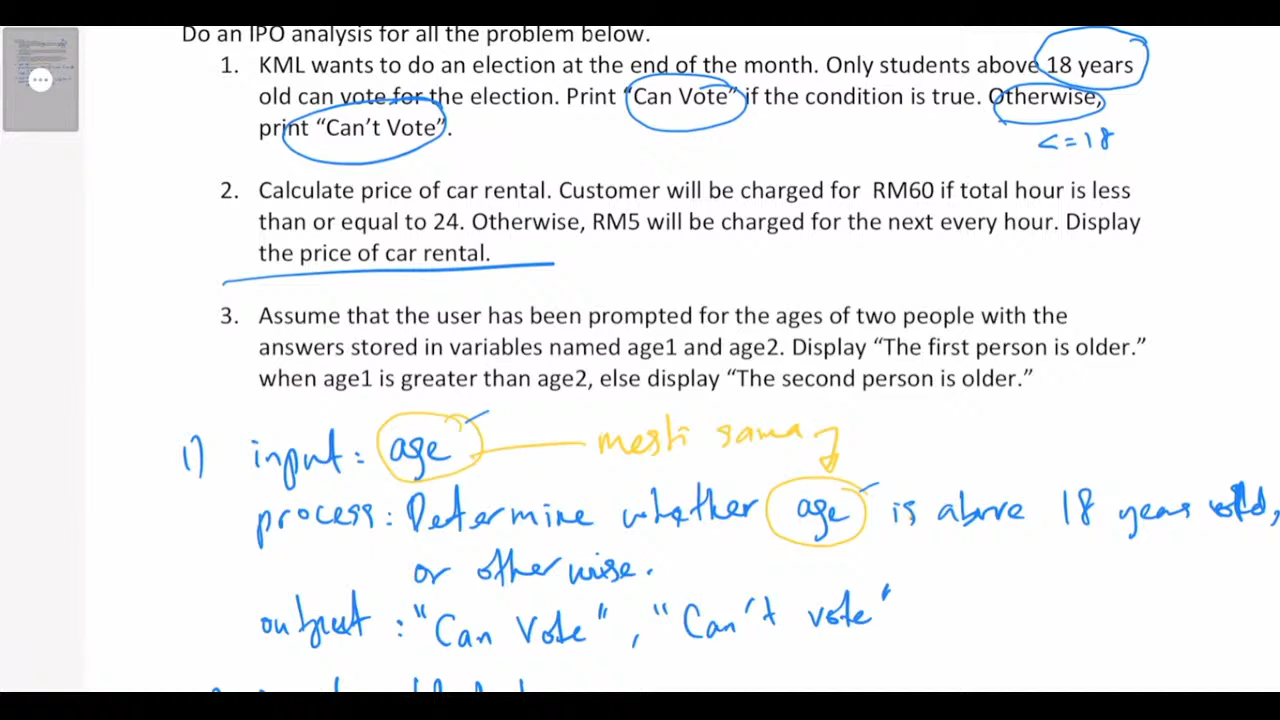 Do an IPO analysis for all the problem below.
1. KML wants to do an election at the end of the month. Only students above 18 years
old can vote for the election. Print “Can Vote” if the condition is true. Otherwise,
print “Can’t Vote”.
<=18
2. Calculate price of car rental. Customer will be charged for RM60 if total hour is less
than or equal to 24. Otherwise, RM5 will be charged for the next every hour. Display
the price of car rental.
3. Assume that the user has been prompted for the ages of two people with the
answers stored in variables named age1 and age2. Display “The first person is older.”
when age1 is greater than age2, else display “The second person is older.”
1) input: age mesti sama
process: Determine whether age is above 18 years old,
or otherwise.
output: "Can Vote", "Can't vote"